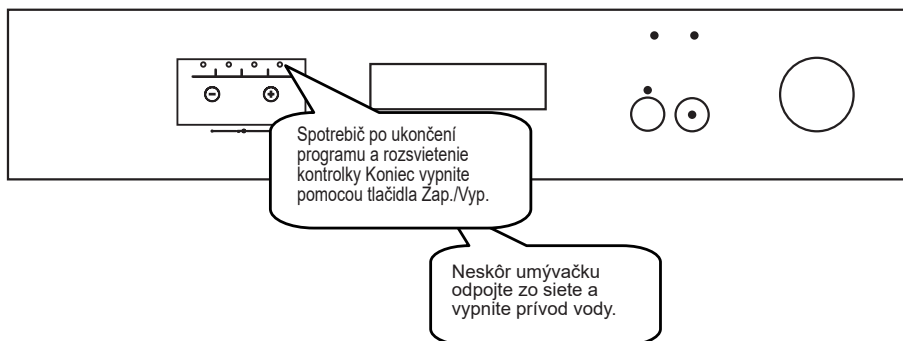 Spotrebič po ukončení
programu a rozsvietenie
kontrolky Koniec vypnite
pomocou tlačidla Zap./Vyp.
Neskôr umývačku
odpojte zo siete a
vypnite prívod vody.